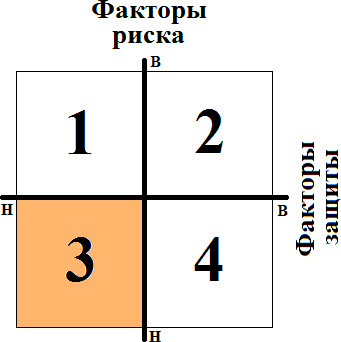 Факторы
риска
В
1 2
Н В
3 4
Н
Факторы
защиты